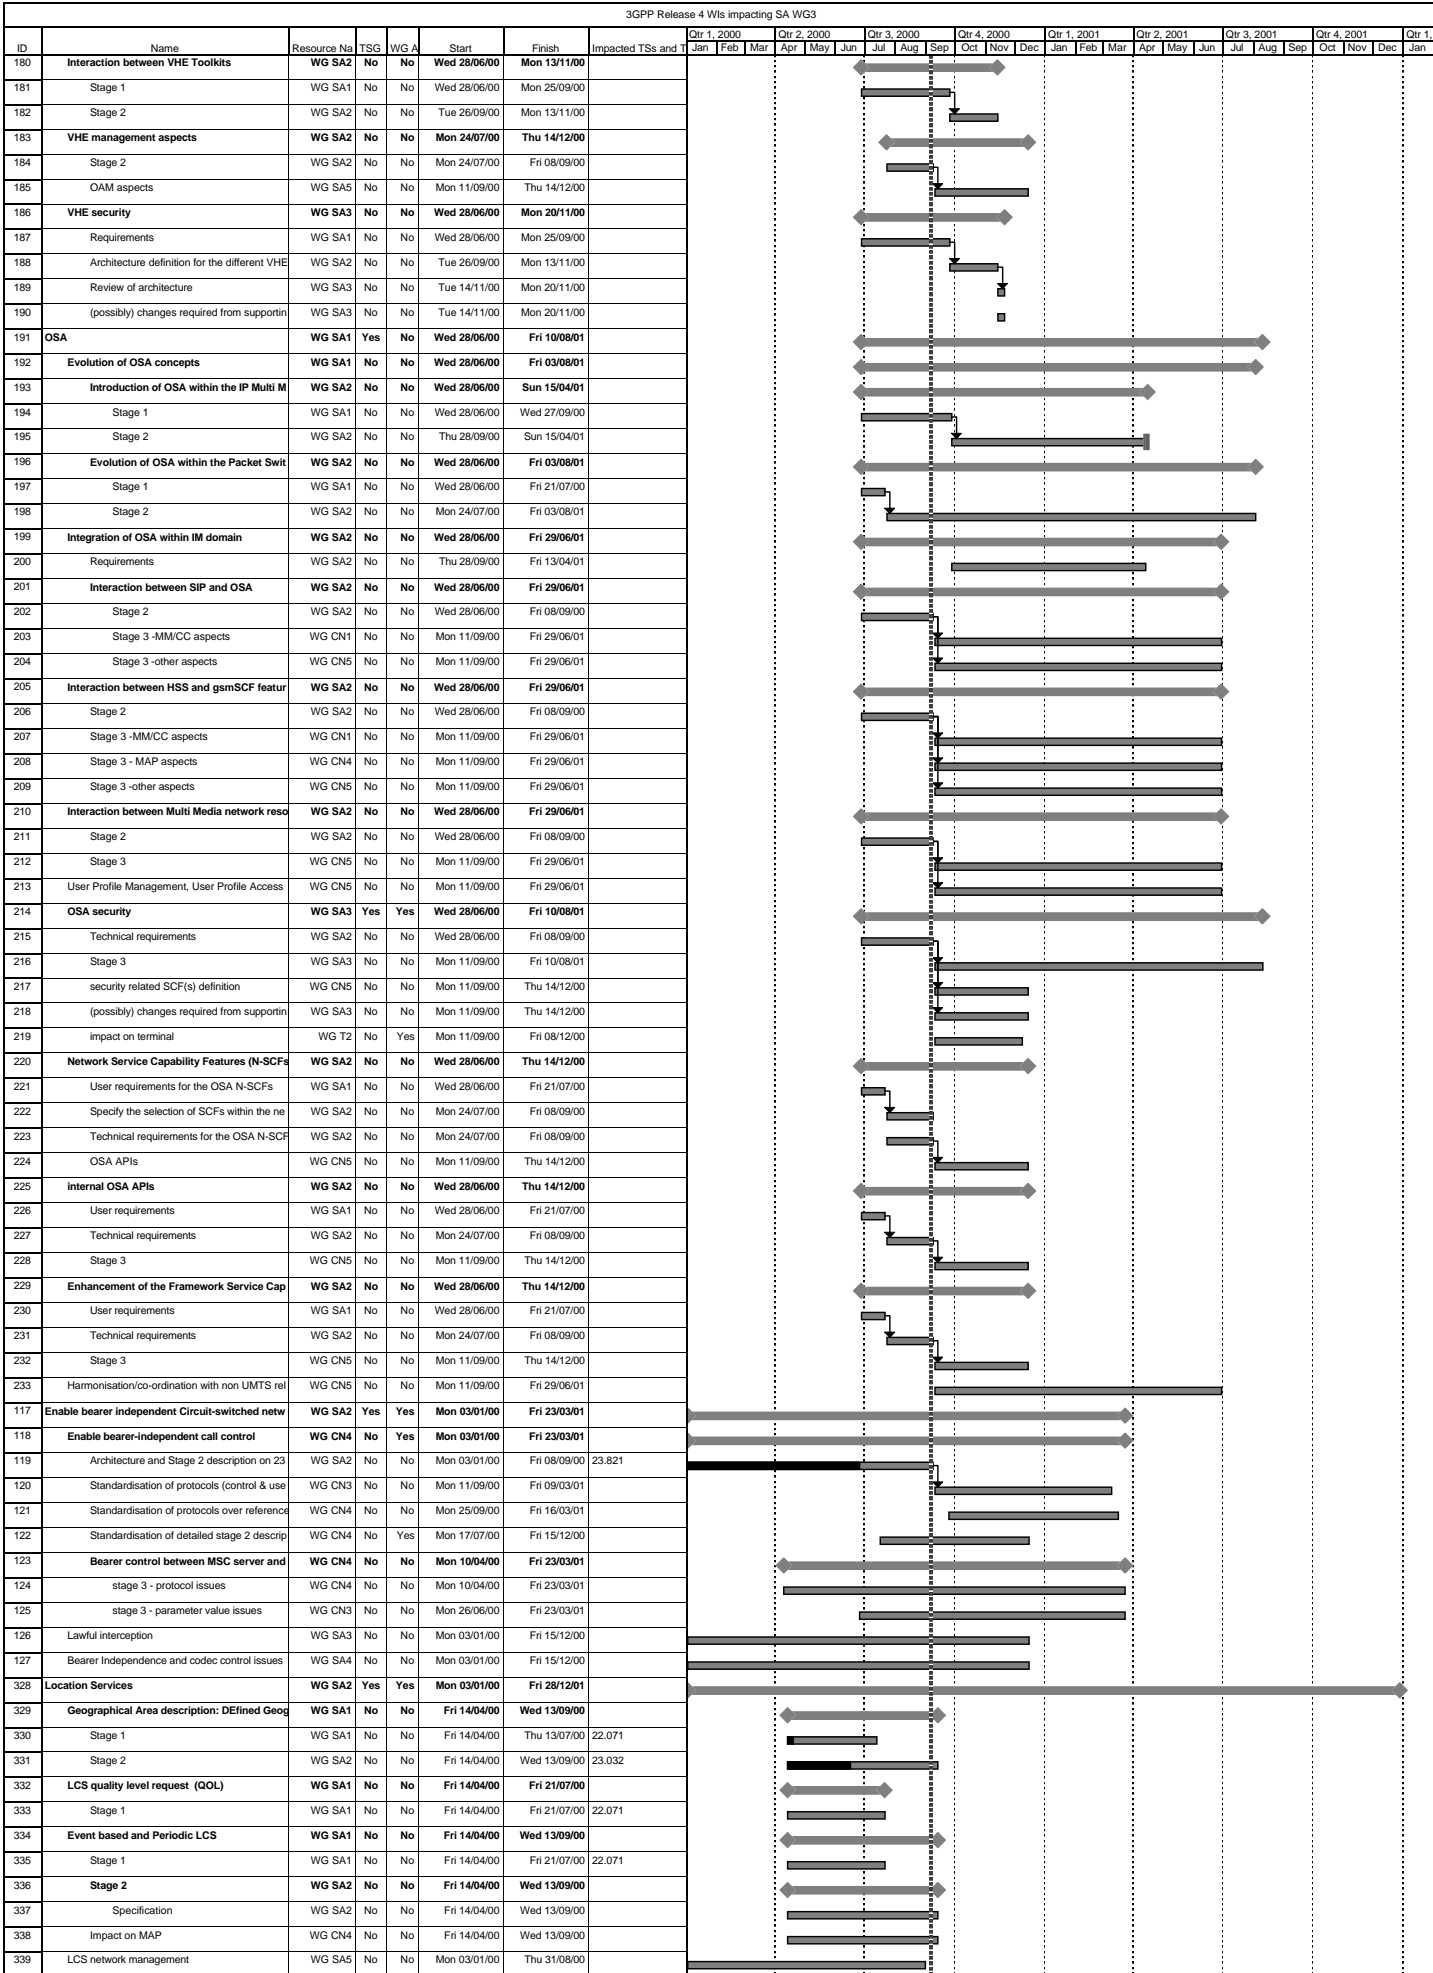 3GPP Release 4 WIs impacting SA WG3
Qtr 1, 2000 Qtr 2, 2000 Qtr 3, 2000 Qtr 4, 2000 Qtr 1, 2001 Qtr 2, 2001 Qtr 3, 2001 Qtr 4, 2001 Qtr 1,
ID Name Resource Na TSG WG A Start Finish Impacted TSs and T Jan Feb Mar Apr May Jun Jul Aug Sep Oct Nov Dec Jan Feb Mar Apr May Jun Jul Aug Sep Oct Nov Dec Jan
180 Interaction between VHE Toolkits WG SA2 No No Wed 28/06/00 Mon 13/11/00
181 Stage 1 WG SA1 No No Wed 28/06/00 Mon 25/09/00
182 Stage 2 WG SA2 No No Tue 26/09/00 Mon 13/11/00
183 VHE management aspects WG SA2 No No Mon 24/07/00 Thu 14/12/00
184 Stage 2 WG SA2 No No Mon 24/07/00 Fri 08/09/00
185 OAM aspects WG SA5 No No Mon 11/09/00 Thu 14/12/00
186 VHE security WG SA3 No No Wed 28/06/00 Mon 20/11/00
187 Requirements WG SA1 No No Wed 28/06/00 Mon 25/09/00
188 Architecture definition for the different VHE WG SA2 No No Tue 26/09/00 Mon 13/11/00
189 Review of architecture WG SA3 No No Tue 14/11/00 Mon 20/11/00
190 (possibly) changes required from supportin WG SA3 No No Tue 14/11/00 Mon 20/11/00
191 OSA WG SA1 Yes No Wed 28/06/00 Fri 10/08/01
192 Evolution of OSA concepts WG SA1 No No Wed 28/06/00 Fri 03/08/01
193 Introduction of OSA within the IP Multi M WG SA2 No No Wed 28/06/00 Sun 15/04/01
194 Stage 1 WG SA1 No No Wed 28/06/00 Wed 27/09/00
195 Stage 2 WG SA2 No No Thu 28/09/00 Sun 15/04/01
196 Evolution of OSA within the Packet Swit WG SA2 No No Wed 28/06/00 Fri 03/08/01
197 Stage 1 WG SA1 No No Wed 28/06/00 Fri 21/07/00
198 Stage 2 WG SA2 No No Mon 24/07/00 Fri 03/08/01
199 Integration of OSA within IM domain WG SA2 No No Wed 28/06/00 Fri 29/06/01
200 Requirements WG SA2 No No Thu 28/09/00 Fri 13/04/01
201 Interaction between SIP and OSA WG SA2 No No Wed 28/06/00 Fri 29/06/01
202 Stage 2 WG SA2 No No Wed 28/06/00 Fri 08/09/00
203 Stage 3 -MM/CC aspects WG CN1 No No Mon 11/09/00 Fri 29/06/01
204 Stage 3 -other aspects WG CN5 No No Mon 11/09/00 Fri 29/06/01
205 Interaction between HSS and gsmSCF featur WG SA2 No No Wed 28/06/00 Fri 29/06/01
206 Stage 2 WG SA2 No No Wed 28/06/00 Fri 08/09/00
207 Stage 3 -MM/CC aspects WG CN1 No No Mon 11/09/00 Fri 29/06/01
208 Stage 3 - MAP aspects WG CN4 No No Mon 11/09/00 Fri 29/06/01
209 Stage 3 -other aspects WG CN5 No No Mon 11/09/00 Fri 29/06/01
210 Interaction between Multi Media network reso WG SA2 No No Wed 28/06/00 Fri 29/06/01
211 Stage 2 WG SA2 No No Wed 28/06/00 Fri 08/09/00
212 Stage 3 WG CN5 No No Mon 11/09/00 Fri 29/06/01
213 User Profile Management, User Profile Access WG CN5 No No Mon 11/09/00 Fri 29/06/01
214 OSA security WG SA3 Yes Yes Wed 28/06/00 Fri 10/08/01
215 Technical requirements WG SA2 No No Wed 28/06/00 Fri 08/09/00
216 Stage 3 WG SA3 No No Mon 11/09/00 Fri 10/08/01
217 security related SCF(s) definition WG CN5 No No Mon 11/09/00 Thu 14/12/00
218 (possibly) changes required from supportin WG SA3 No No Mon 11/09/00 Thu 14/12/00
219 impact on terminal WG T2 No Yes Mon 11/09/00 Fri 08/12/00
220 Network Service Capability Features (N-SCFs WG SA2 No No Wed 28/06/00 Thu 14/12/00
221 User requirements for the OSA N-SCFs WG SA1 No No Wed 28/06/00 Fri 21/07/00
222 Specify the selection of SCFs within the ne WG SA2 No No Mon 24/07/00 Fri 08/09/00
223 Technical requirements for the OSA N-SCF WG SA2 No No Mon 24/07/00 Fri 08/09/00
224 OSA APIs WG CN5 No No Mon 11/09/00 Thu 14/12/00
225 internal OSA APIs WG SA2 No No Wed 28/06/00 Thu 14/12/00
226 User requirements WG SA1 No No Wed 28/06/00 Fri 21/07/00
227 Technical requirements WG SA2 No No Mon 24/07/00 Fri 08/09/00
228 Stage 3 WG CN5 No No Mon 11/09/00 Thu 14/12/00
229 Enhancement of the Framework Service Cap WG SA2 No No Wed 28/06/00 Thu 14/12/00
230 User requirements WG SA1 No No Wed 28/06/00 Fri 21/07/00
231 Technical requirements WG SA2 No No Mon 24/07/00 Fri 08/09/00
232 Stage 3 WG CN5 No No Mon 11/09/00 Thu 14/12/00
233 Harmonisation/co-ordination with non UMTS rel WG CN5 No No Mon 11/09/00 Fri 29/06/01
117 Enable bearer independent Circuit-switched netw WG SA2 Yes Yes Mon 03/01/00 Fri 23/03/01
118 Enable bearer-independent call control WG CN4 No Yes Mon 03/01/00 Fri 23/03/01
119 Architecture and Stage 2 description on 23 WG SA2 No No Mon 03/01/00 Fri 08/09/00 23.821
120 Standardisation of protocols (control & use WG CN3 No No Mon 11/09/00 Fri 09/03/01
121 Standardisation of protocols over reference WG CN4 No No Mon 25/09/00 Fri 16/03/01
122 Standardisation of detailed stage 2 descrip WG CN4 No Yes Mon 17/07/00 Fri 15/12/00
123 Bearer control between MSC server and WG CN4 No No Mon 10/04/00 Fri 23/03/01
124 stage 3 - protocol issues WG CN4 No No Mon 10/04/00 Fri 23/03/01
125 stage 3 - parameter value issues WG CN3 No No Mon 26/06/00 Fri 23/03/01
126 Lawful interception WG SA3 No No Mon 03/01/00 Fri 15/12/00
127 Bearer Independence and codec control issues WG SA4 No No Mon 03/01/00 Fri 15/12/00
328 Location Services WG SA2 Yes Yes Mon 03/01/00 Fri 28/12/01
329 Geographical Area description: DEfined Geog WG SA1 No No Fri 14/04/00 Wed 13/09/00
330 Stage 1 WG SA1 No No Fri 14/04/00 Thu 13/07/00 22.071
331 Stage 2 WG SA2 No No Fri 14/04/00 Wed 13/09/00 23.032
332 LCS quality level request (QOL) WG SA1 No No Fri 14/04/00 Fri 21/07/00
333 Stage 1 WG SA1 No No Fri 14/04/00 Fri 21/07/00 22.071
334 Event based and Periodic LCS WG SA1 No No Fri 14/04/00 Wed 13/09/00
335 Stage 1 WG SA1 No No Fri 14/04/00 Fri 21/07/00 22.071
336 Stage 2 WG SA2 No No Fri 14/04/00 Wed 13/09/00
337 Specification WG SA2 No No Fri 14/04/00 Wed 13/09/00
338 Impact on MAP WG CN4 No No Fri 14/04/00 Wed 13/09/00
339 LCS network management WG SA5 No No Mon 03/01/00 Thu 31/08/00